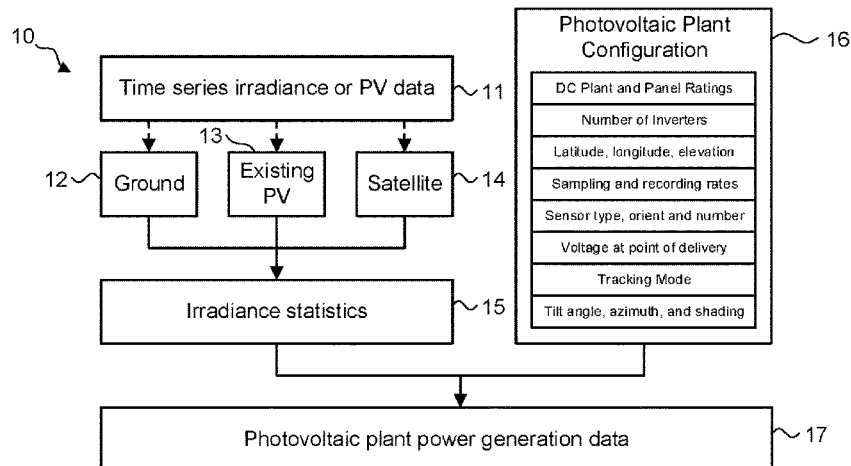 10
Time series irradiance or PV data
11
12
Ground
13
Existing
PV
Satellite
14
Irradiance statistics
15
Photovoltaic Plant
Configuration
16
DC Plant and Panel Ratings
Number of Inverters
Latitude, longitude, elevation
Sampling and recording rates
Sensor type, orient and number
Voltage at point of delivery
Tracking Mode
Tilt angle, azimuth, and shading
Photovoltaic plant power generation data
17